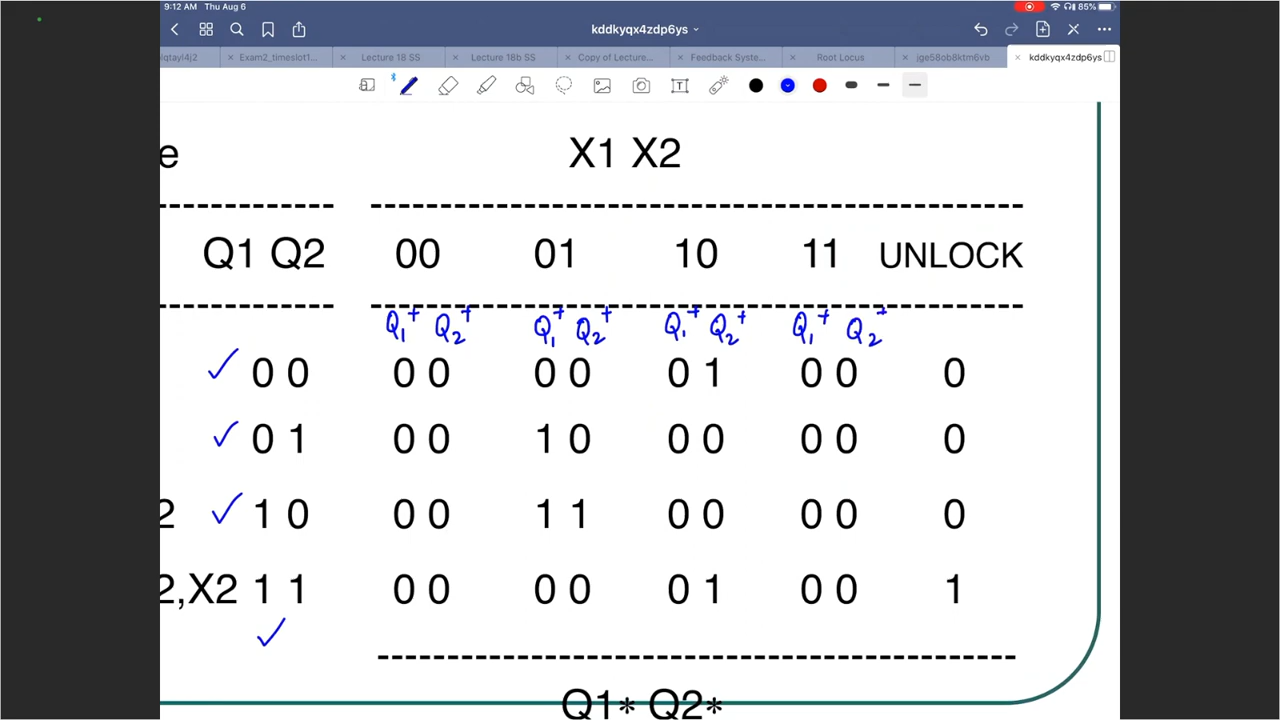 9:12 AM Thu Aug 6
85%
kddkyqx4zdp6ys
lqtayl4j2 Exam2_timeslot1... Lecture 18 SS Lecture 18b SS Copy of Lecture... Feedback Syste... Root Locus jge58ob8ktm6vb kddkyqx4zdp6ys
e X1 X2
Q1 Q2 00 01 10 11 UNLOCK
Q₁⁺ Q₂⁺ Q₁⁺ Q₂⁺ Q₁⁺ Q₂⁺ Q₁⁺ Q₂⁺
✓ 0 0 0 0 0 0 0 1 0 0 0
✓ 0 1 0 0 1 0 0 0 0 0 0
2 ✓ 1 0 0 0 1 1 0 0 0 0 0
2,X2 1 1 0 0 0 0 0 1 0 0 1
✓
Q1* Q2*